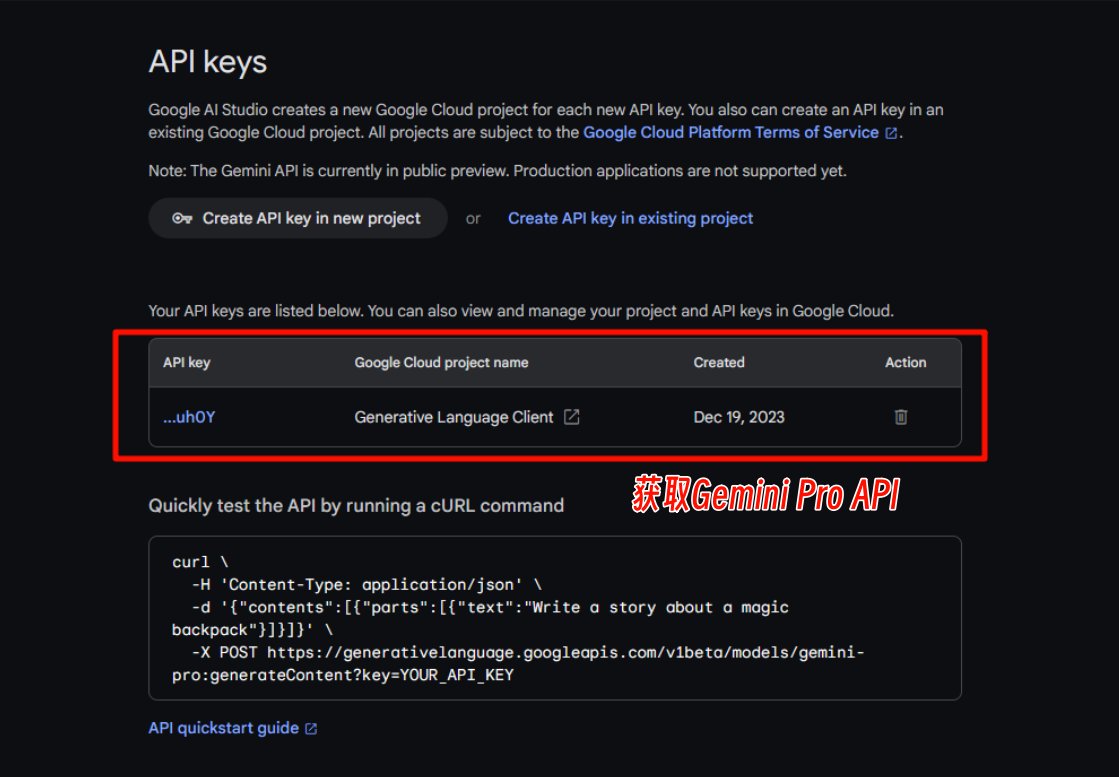 API keys
Google AI Studio creates a new Google Cloud project for each new API key. You also can create an API key in an
existing Google Cloud project. All projects are subject to the Google Cloud Platform Terms of Service.
Note: The Gemini API is currently in public preview. Production applications are not supported yet.
Create API key in new project or Create API key in existing project
Your API keys are listed below. You can also view and manage your project and API keys in Google Cloud.
API key Google Cloud project name Created Action
...uh0Y Generative Language Client Dec 19, 2023
获取Gemini Pro API
Quickly test the API by running a cURL command
curl \
-H 'Content-Type: application/json' \
-d '{"contents":[{"parts":[{"text":"Write a story about a magic
backpack"}]}]}' \
-X POST https://generativelanguage.googleapis.com/v1beta/models/gemini-
pro:generateContent?key=YOUR_API_KEY
API quickstart guide